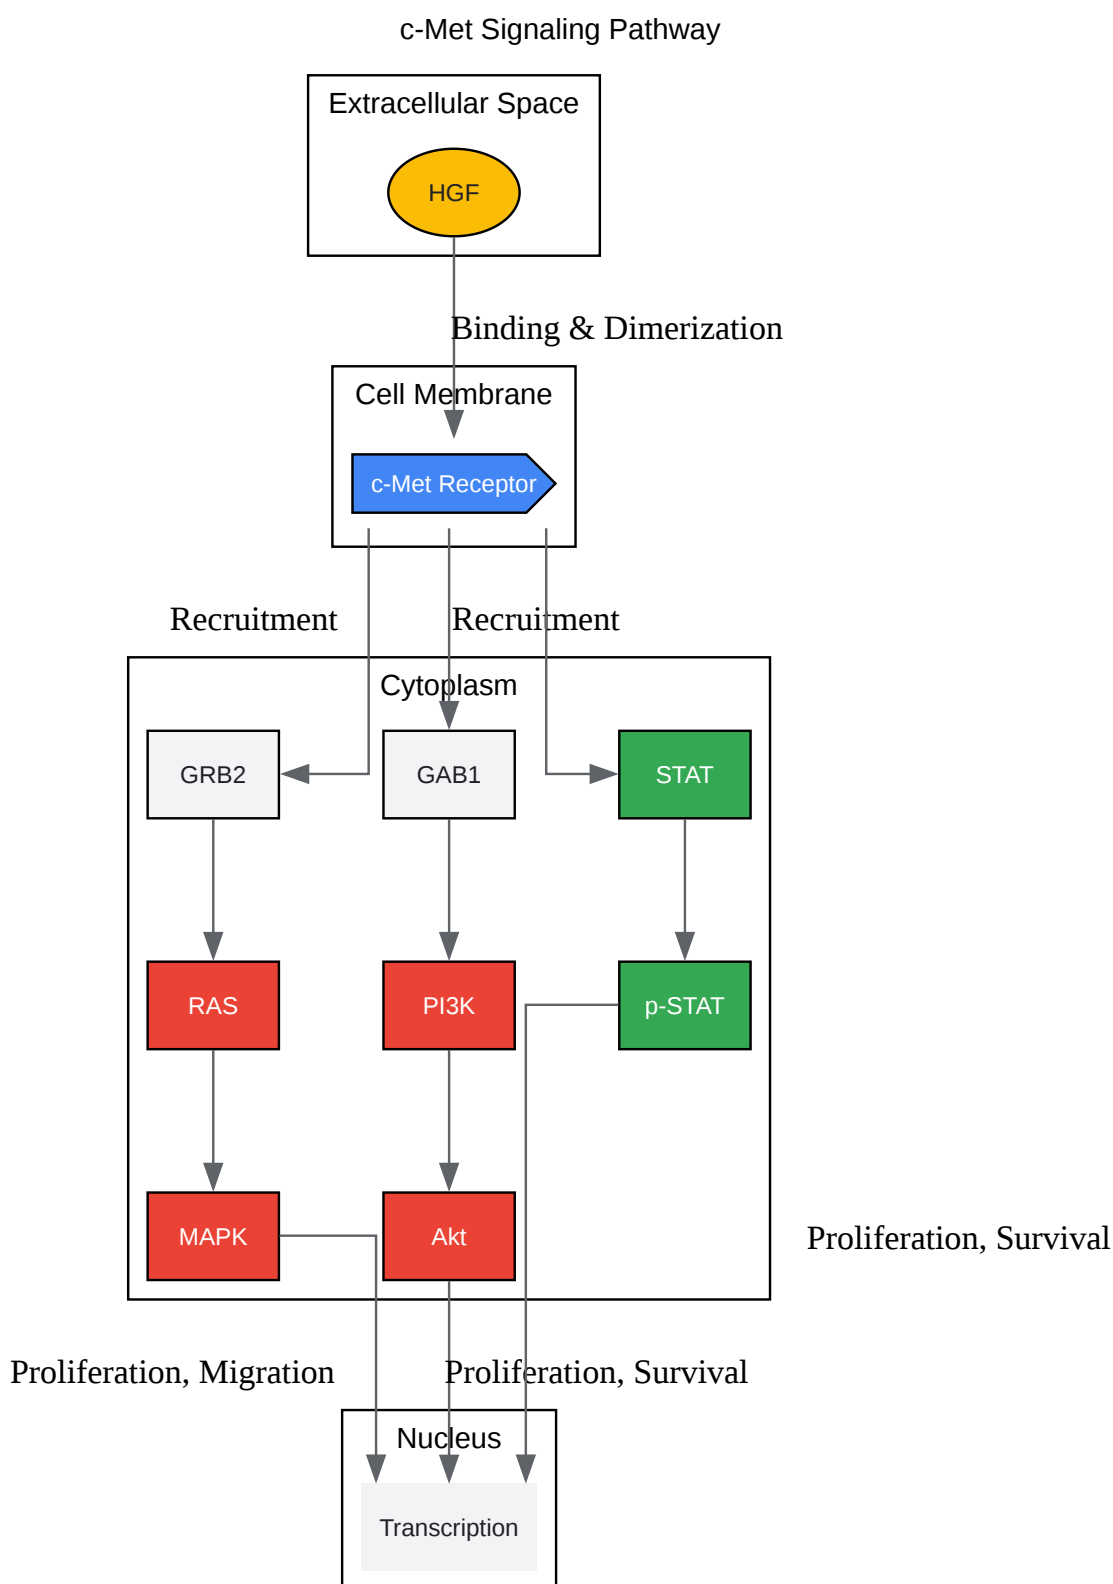 c-Met Signaling Pathway
Extracellular Space
HGF
Binding & Dimerization
Cell Membrane
c-Met Receptor
Recruitment
Recruitment
Cytoplasm
GRB2
GAB1
STAT
RAS
PI3K
p-STAT
MAPK
Akt
Proliferation, Survival
Proliferation, Migration
Proliferation, Survival
Nucleus
Transcription